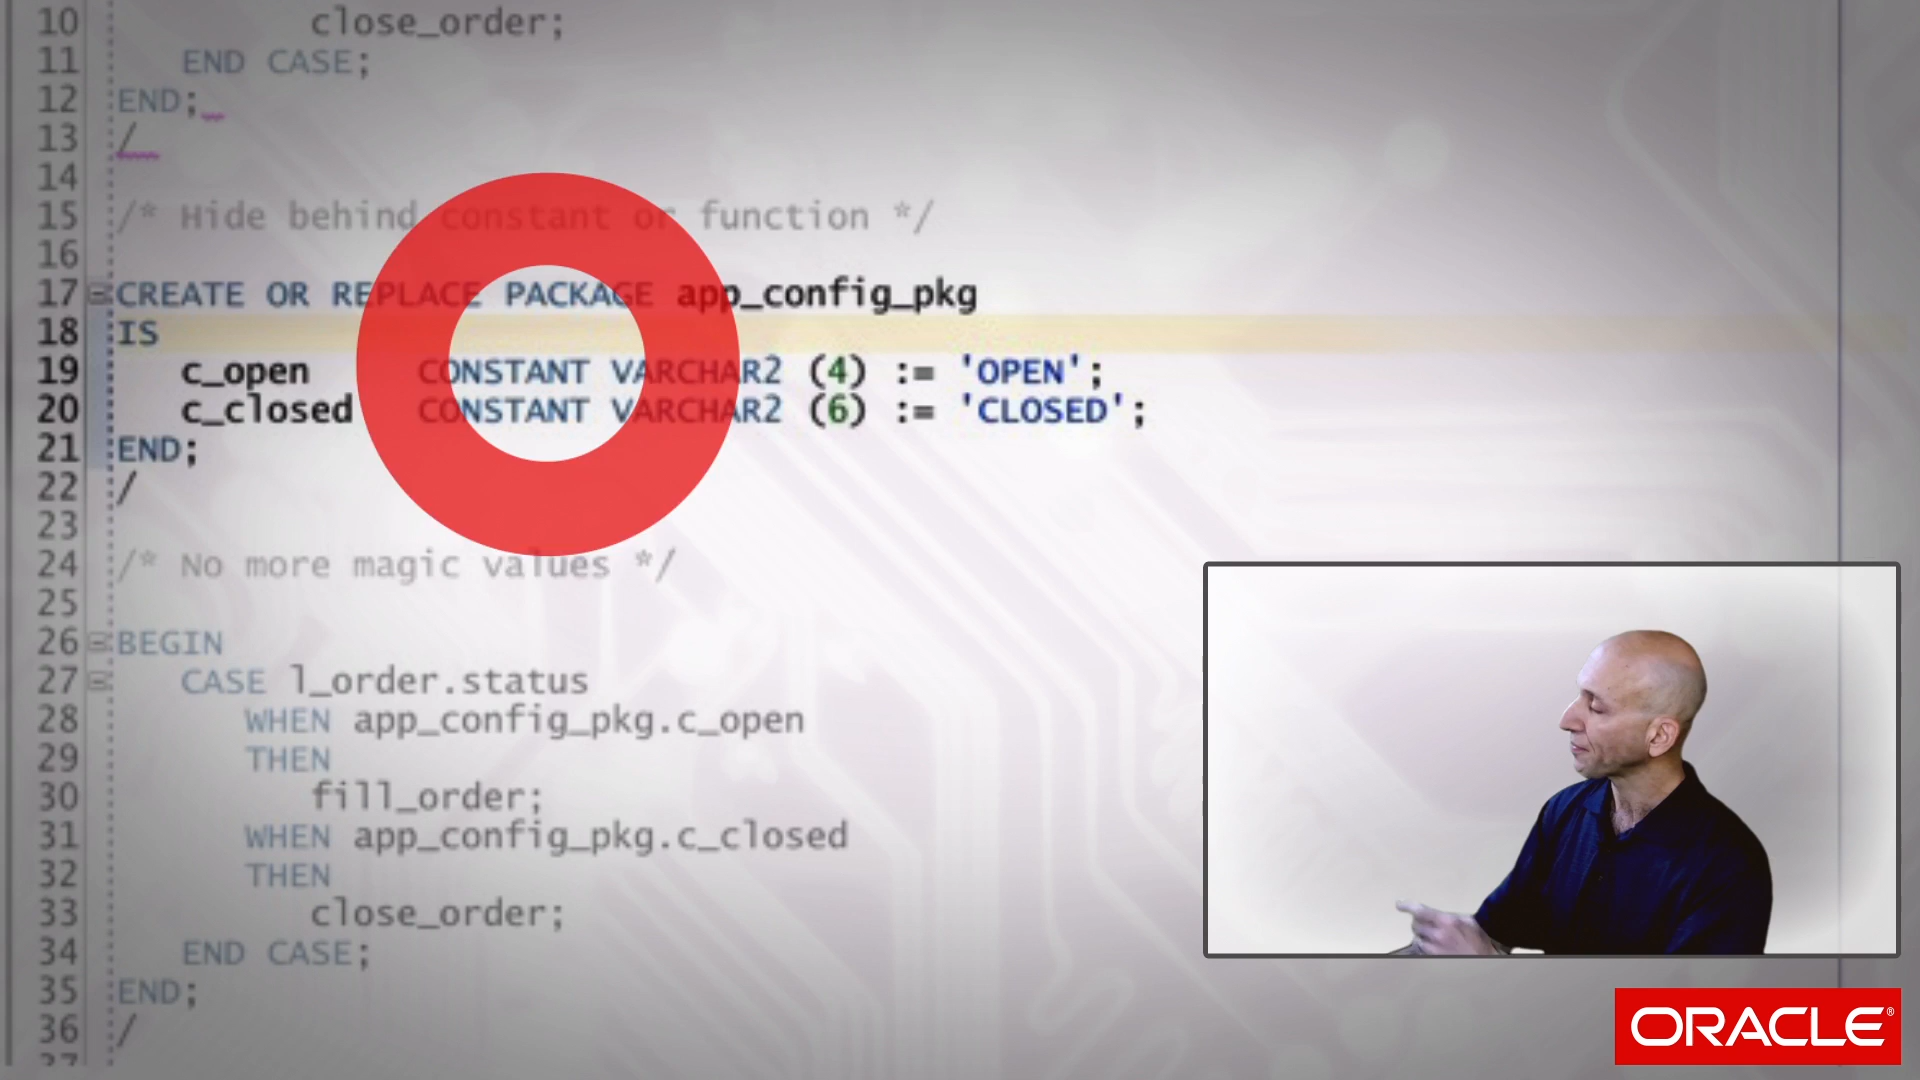 10 close_order;
11 END CASE;
12 END;
13 /
14
15 /* Hide behind constant or function */
16
17 CREATE OR REPLACE PACKAGE app_config_pkg
18 IS
19 c_open CONSTANT VARCHAR2 (4) := 'OPEN';
20 c_closed CONSTANT VARCHAR2 (6) := 'CLOSED';
21 END;
22 /
23
24 /* No more magic values */
25
26 BEGIN
27 CASE l_order.status
28 WHEN app_config_pkg.c_open
29 THEN
30 fill_order;
31 WHEN app_config_pkg.c_closed
32 THEN
33 close_order;
34 END CASE;
35 END;
36 /
37
ORACLE®